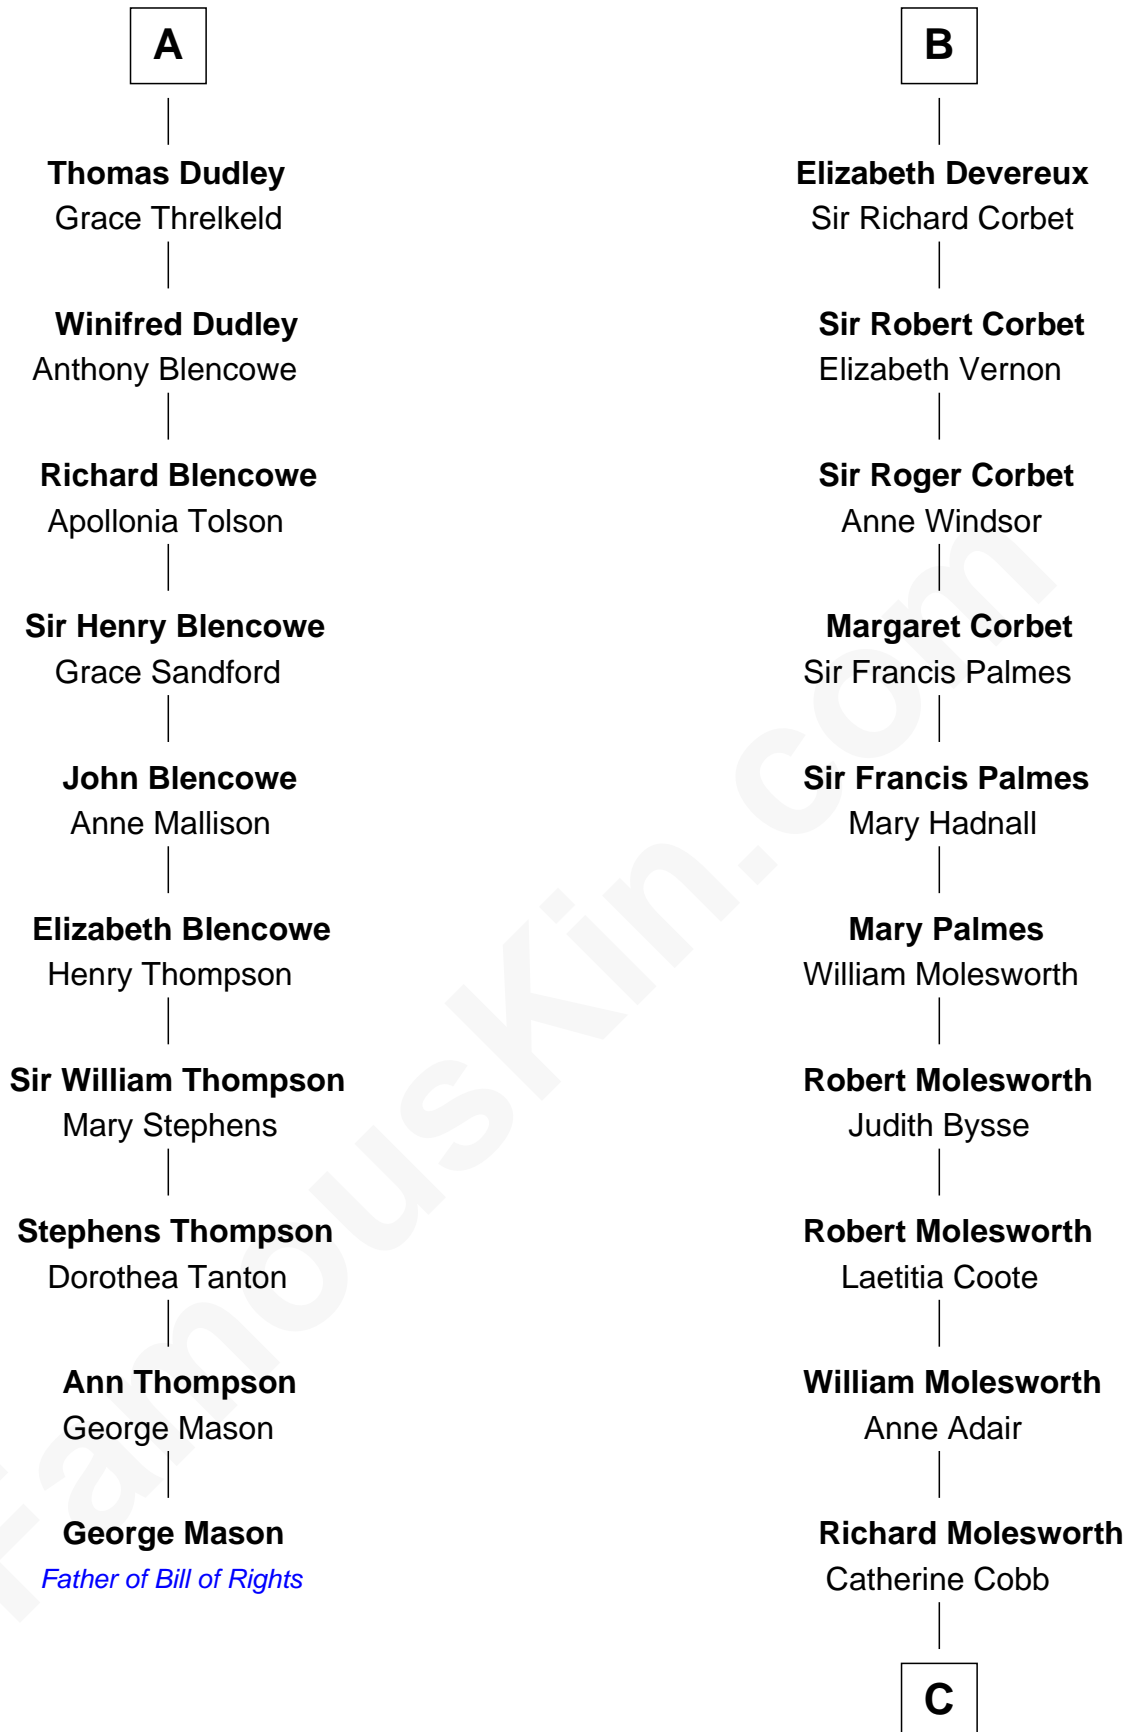 A
Thomas Dudley
Grace Threlkeld
Winifred Dudley
Anthony Blencowe
Richard Blencowe
Apollonia Tolson
Sir Henry Blencowe
Grace Sandford
John Blencowe
Anne Mallison
Elizabeth Blencowe
Henry Thompson
Sir William Thompson
Mary Stephens
Stephens Thompson
Dorothea Tanton
Ann Thompson
George Mason
George Mason
Father of Bill of Rights
B
Elizabeth Devereux
Sir Richard Corbet
Sir Robert Corbet
Elizabeth Vernon
Sir Roger Corbet
Anne Windsor
Margaret Corbet
Sir Francis Palmes
Sir Francis Palmes
Mary Hadnall
Mary Palmes
William Molesworth
Robert Molesworth
Judith Bysse
Robert Molesworth
Laetitia Coote
William Molesworth
Anne Adair
Richard Molesworth
Catherine Cobb
C
FamousKin.com